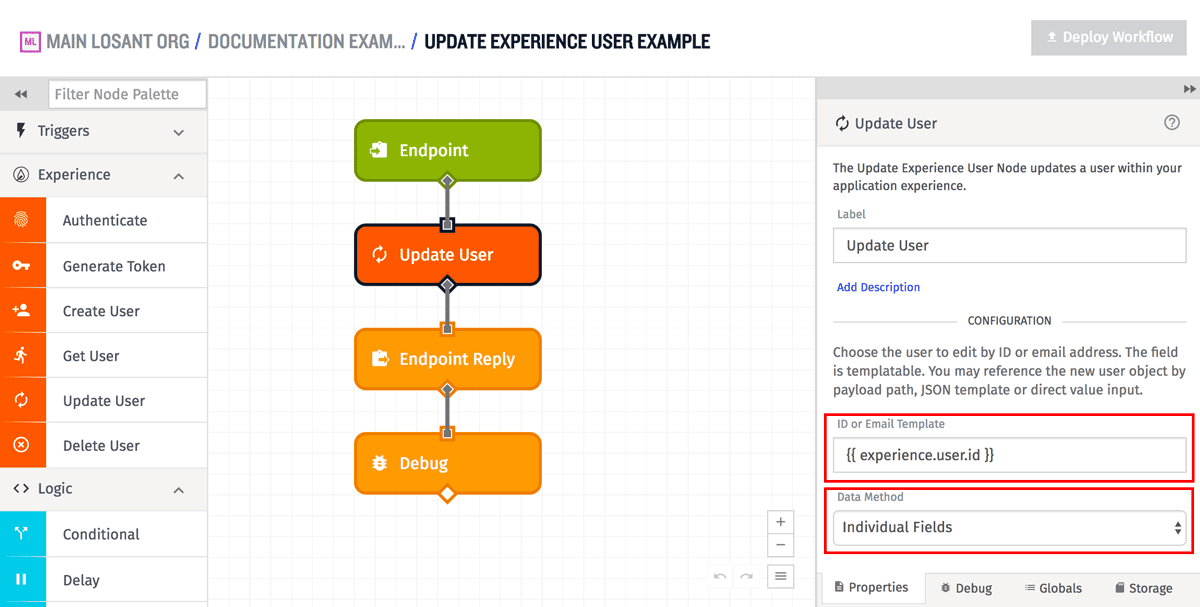 ML MAIN LOSANT ORG / DOCUMENTATION EXAM... / UPDATE EXPERIENCE USER EXAMPLE
Deploy Workflow
Filter Node Palette
Triggers
Experience
Authenticate
Generate Token
Create User
Get User
Update User
Delete User
Logic
Conditional
Delay
Endpoint
Update User
Endpoint Reply
Debug
Update User
The Update Experience User Node updates a user within your
application experience.
Label
Update User
Add Description
CONFIGURATION
Choose the user to edit by ID or email address. The field
is templatable. You may reference the new user object by
payload path, JSON template or direct value input.
ID or Email Template
{{ experience.user.id }}
Data Method
Individual Fields
Properties Debug Globals Storage